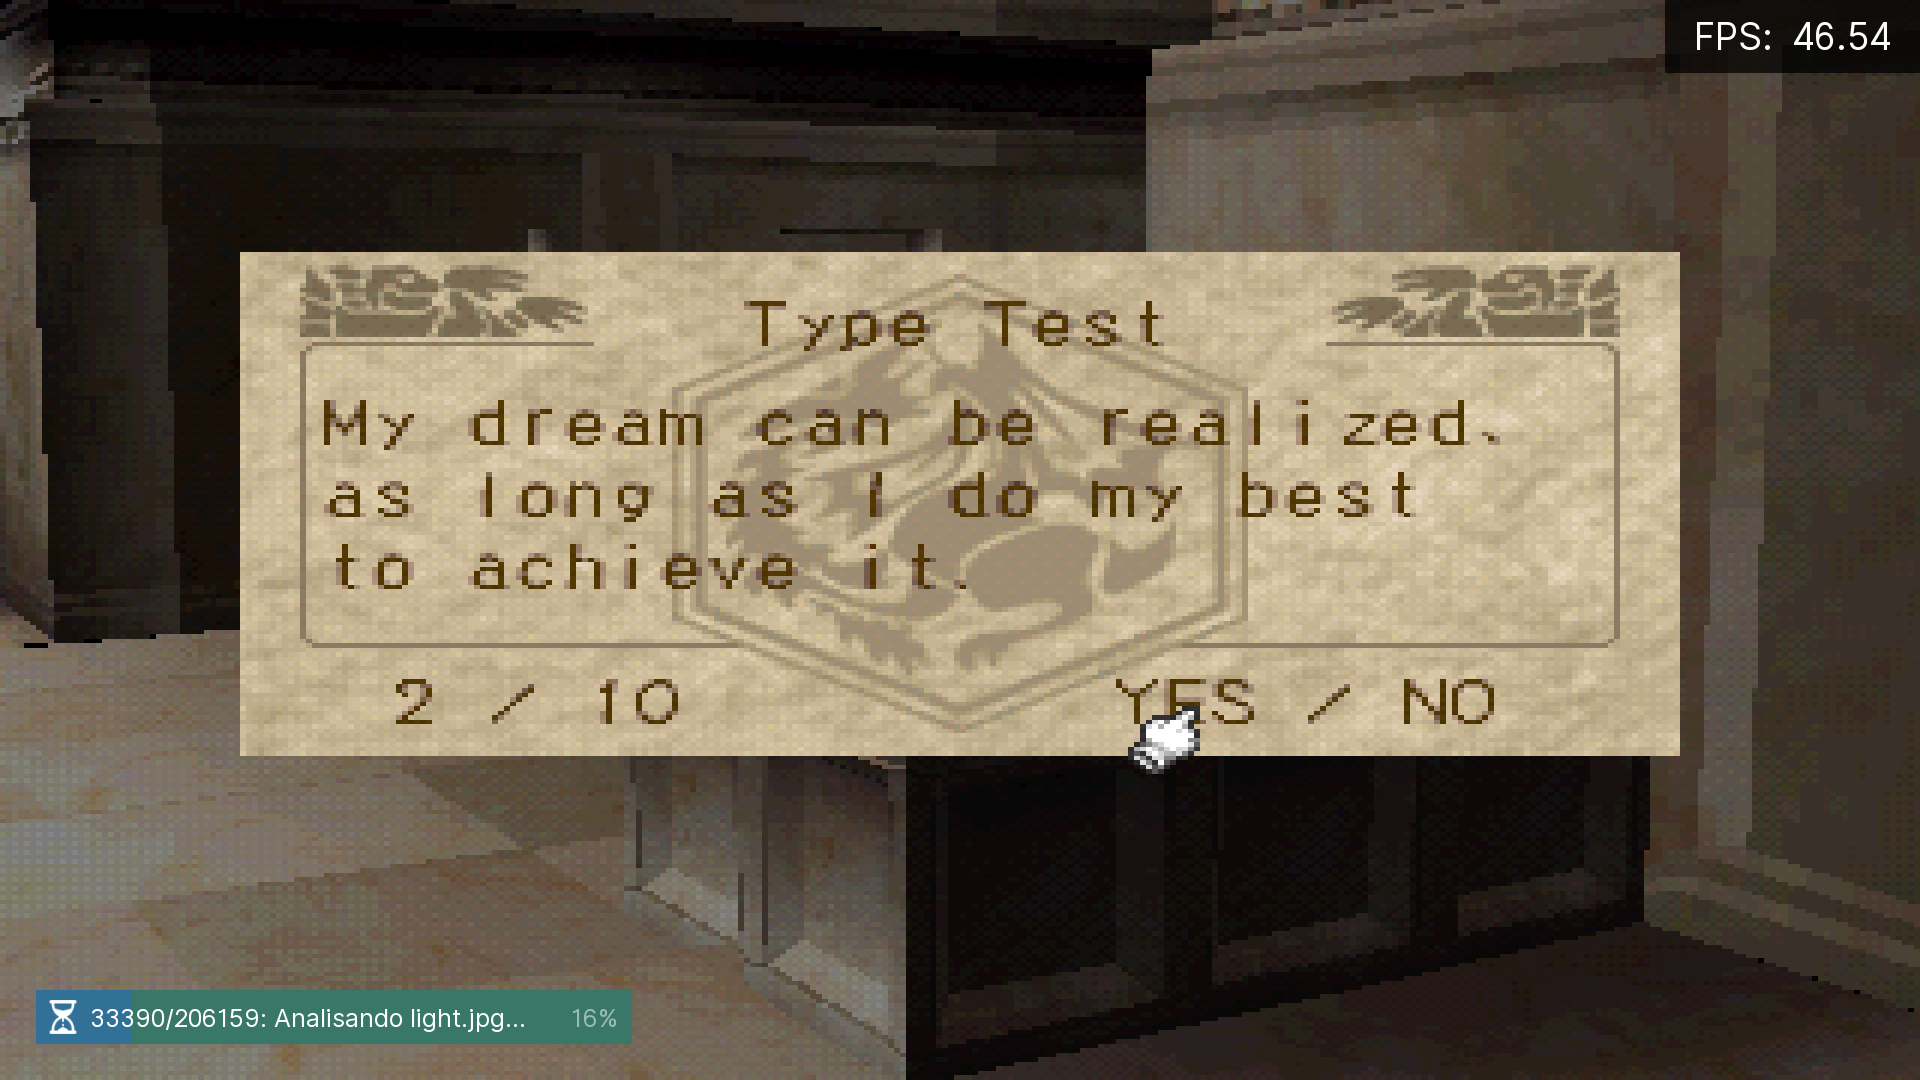 FPS: 46.54
Type Test
My dream can be realized、
as long as I do my best
to achieve it.
2 / 10
YES / NO
33390/206159: Analisando light.jpg...
16%